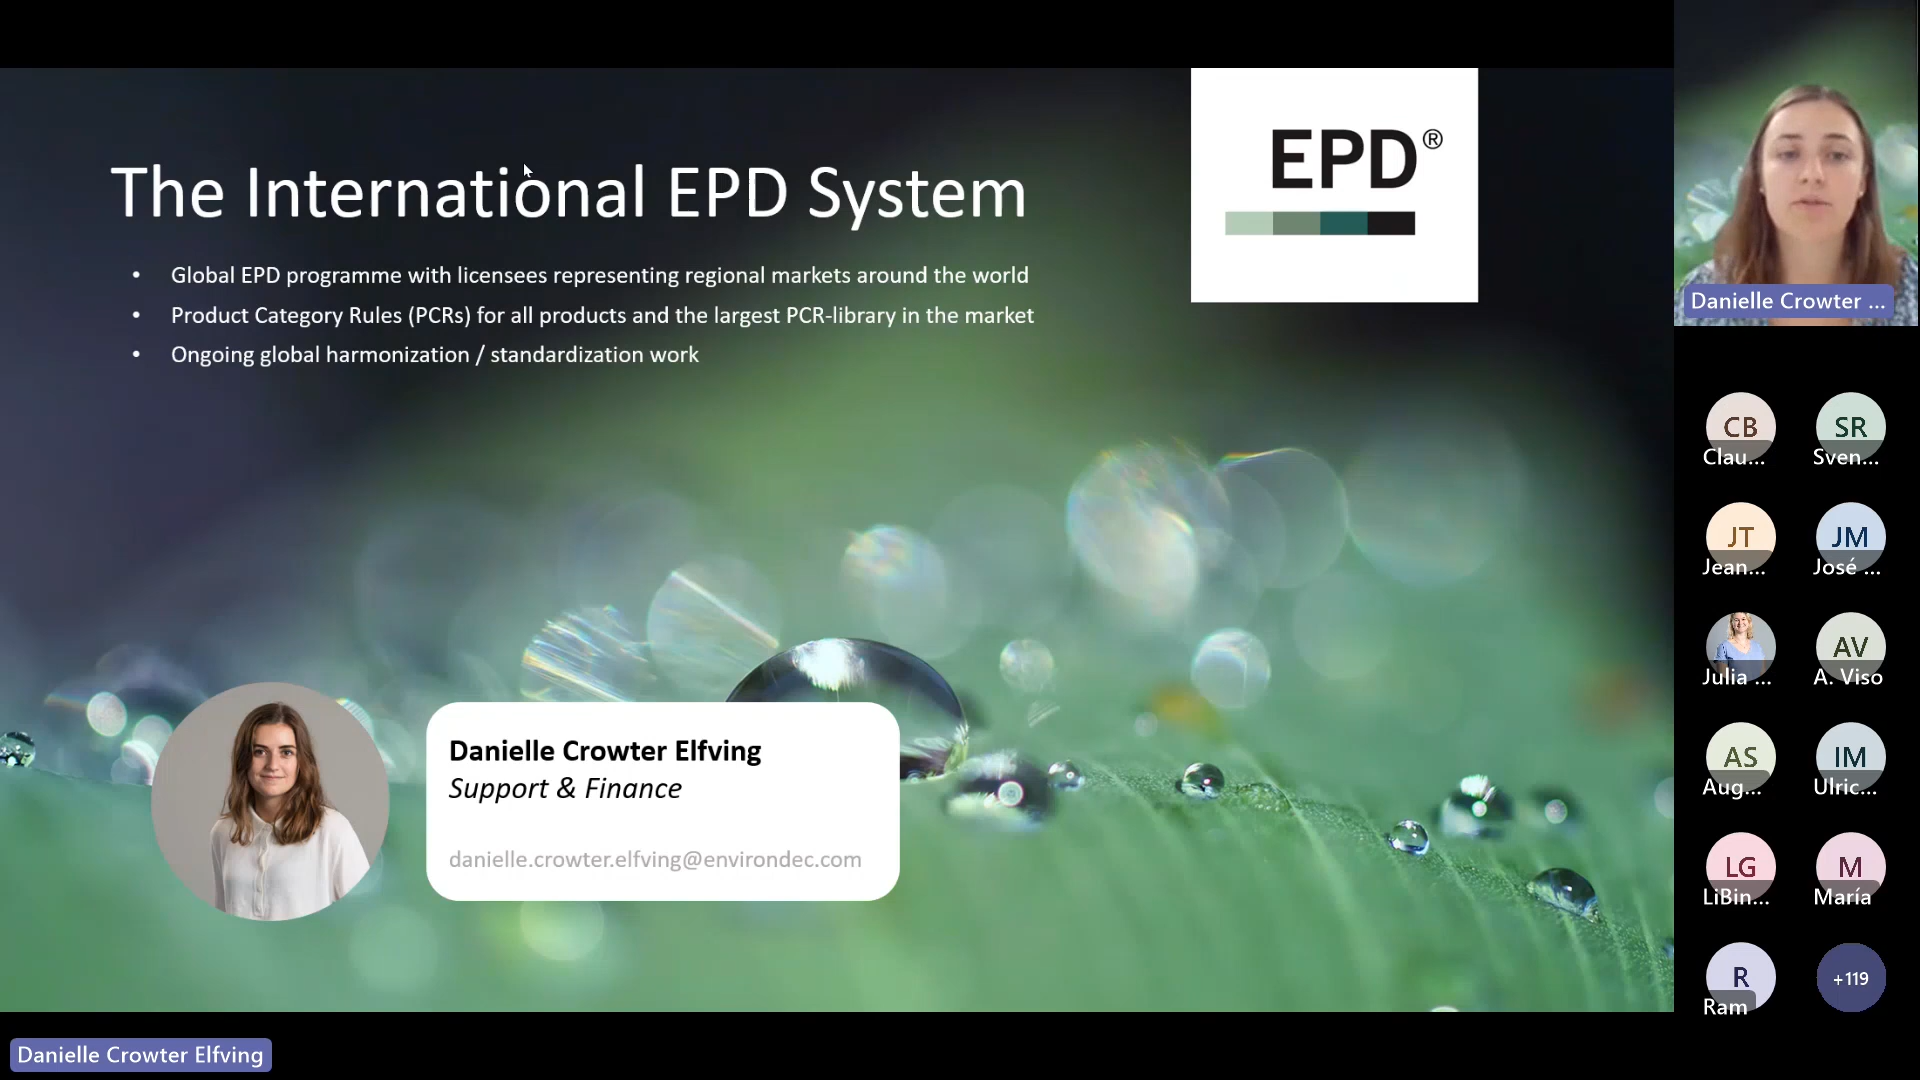 The International EPD System
• Global EPD programme with licensees representing regional markets around the world
• Product Category Rules (PCRs) for all products and the largest PCR-library in the market
• Ongoing global harmonization / standardization work
EPD®
Danielle Crowter Elfving
Support & Finance
danielle.crowter.elfving@environdec.com
Danielle Crowter Elfving
Danielle Crowter ...
CB
Clau...
SR
Sven...
JT
Jean...
JM
José ...
Julia ...
AV
A. Viso
AS
Aug...
IM
Ulric...
LG
LiBin...
M
María
R
Ram
+119